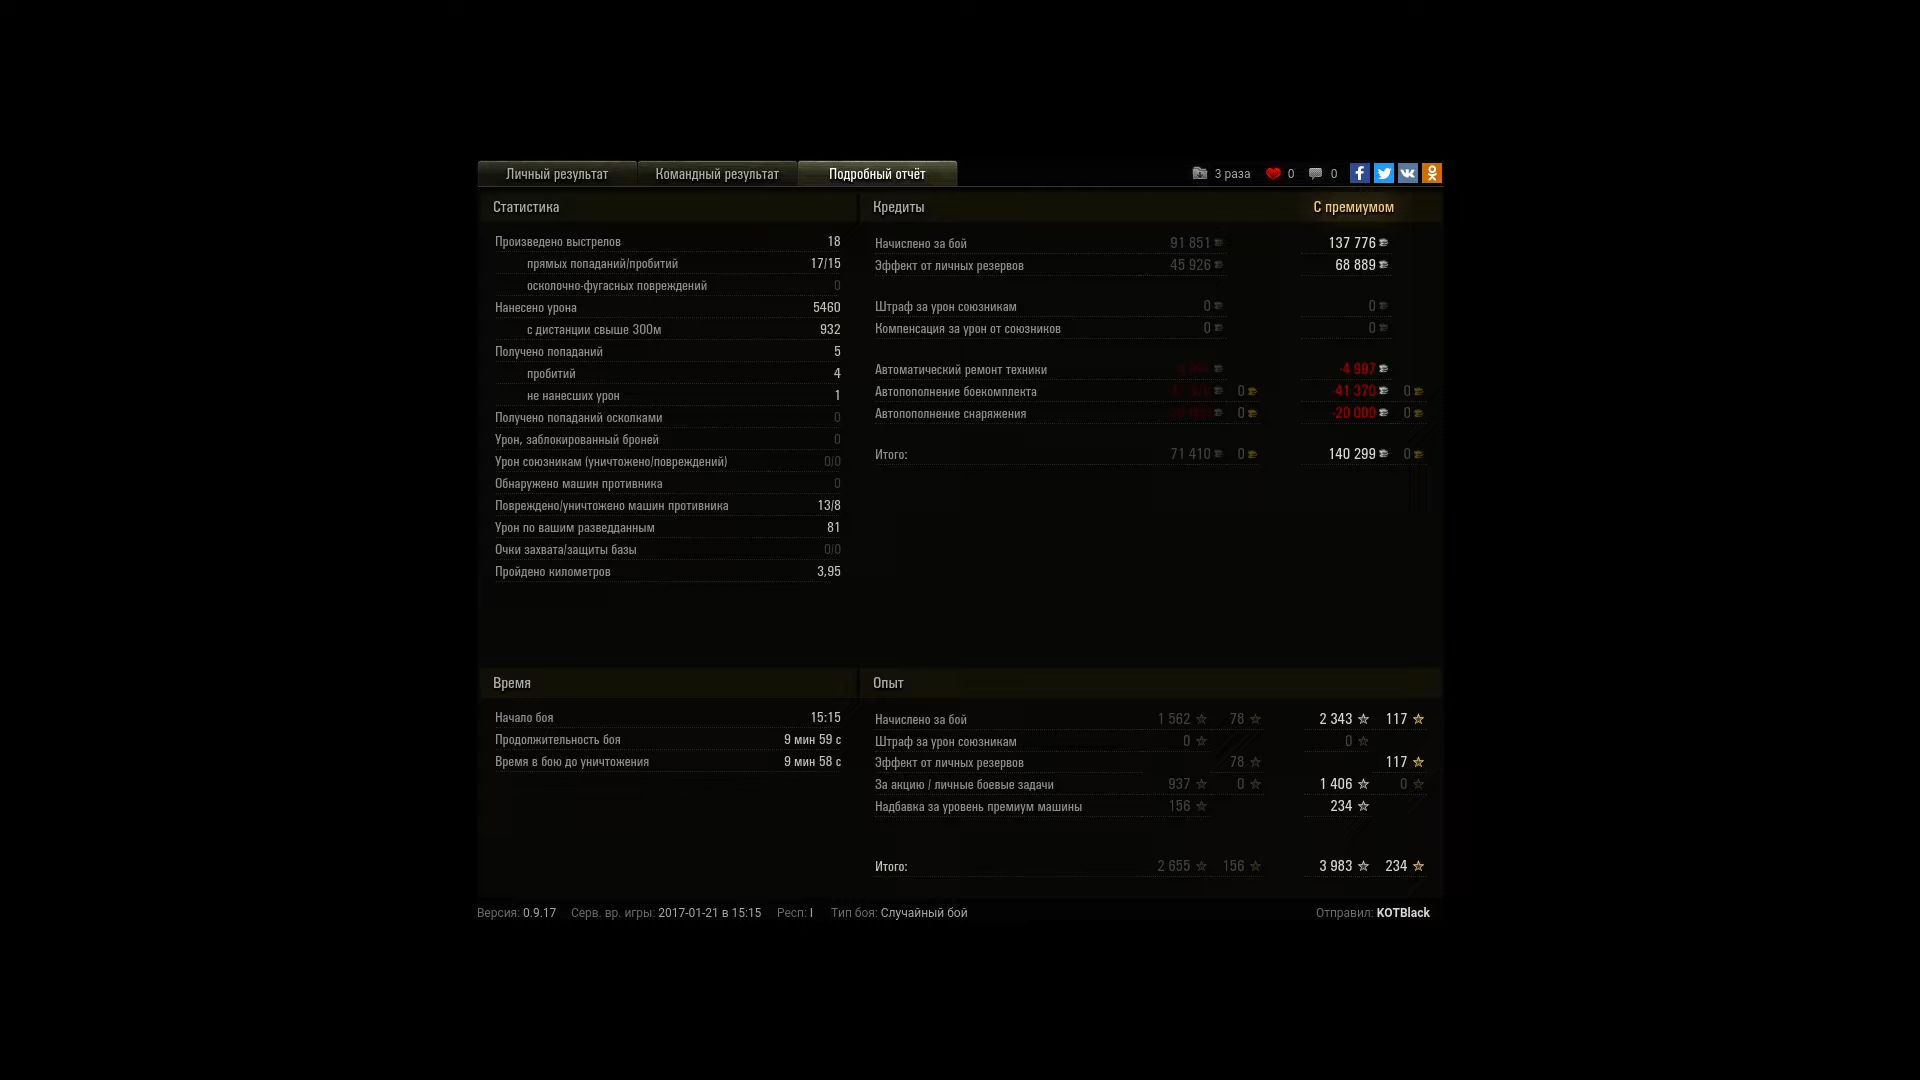 Личный результат Командный результат Подробный отчёт 3 раза 0 0
Статистика
Произведено выстрелов 18
прямых попаданий/пробитий 17/15
осколочно-фугасных повреждений 0
Нанесено урона 5460
с дистанции свыше 300м 932
Получено попаданий 5
пробитий 4
не нанесших урон 1
Получено попаданий осколками 0
Урон, заблокированный броней 0
Урон союзникам (уничтожено/повреждений) 0/0
Обнаружено машин противника 0
Повреждено/уничтожено машин противника 13/8
Урон по вашим разведданным 81
Очки захвата/защиты базы 0/0
Пройдено километров 3,95
Кредиты С премиумом
Начислено за бой 91 851 137 776
Эффект от личных резервов 45 926 68 889
Штраф за урон союзникам 0 0
Компенсация за урон от союзников 0 0
Автоматический ремонт техники -4 997
Автопополнение боекомплекта 0 -41 370 0
Автопополнение снаряжения 0 -20 000 0
Итого: 71 410 0 140 299 0
Время
Начало боя 15:15
Продолжительность боя 9 мин 59 с
Время в бою до уничтожения 9 мин 58 с
Опыт
Начислено за бой 1 562 78 2 343 117
Штраф за урон союзникам 0 0
Эффект от личных резервов 78 117
За акцию / личные боевые задачи 937 0 1 406 0
Надбавка за уровень премиум машины 156 234
Итого: 2 655 156 3 983 234
Версия: 0.9.17 Серв. вр. игры: 2017-01-21 в 15:15 Респ: I Тип боя: Случайный бой Отправил: KOTBlack